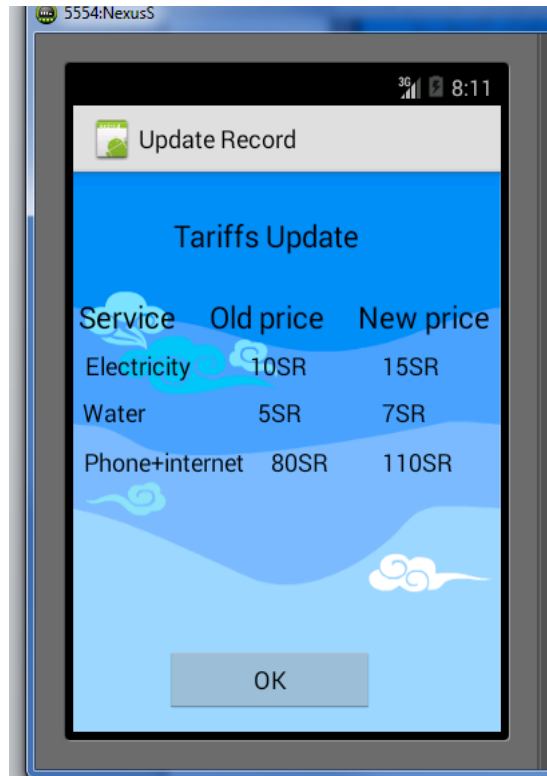 5554:NexusS
3G 8:11
Update Record
Tariffs Update
Service Old price New price
Electricity 10SR 15SR
Water 5SR 7SR
Phone+internet 80SR 110SR
OK